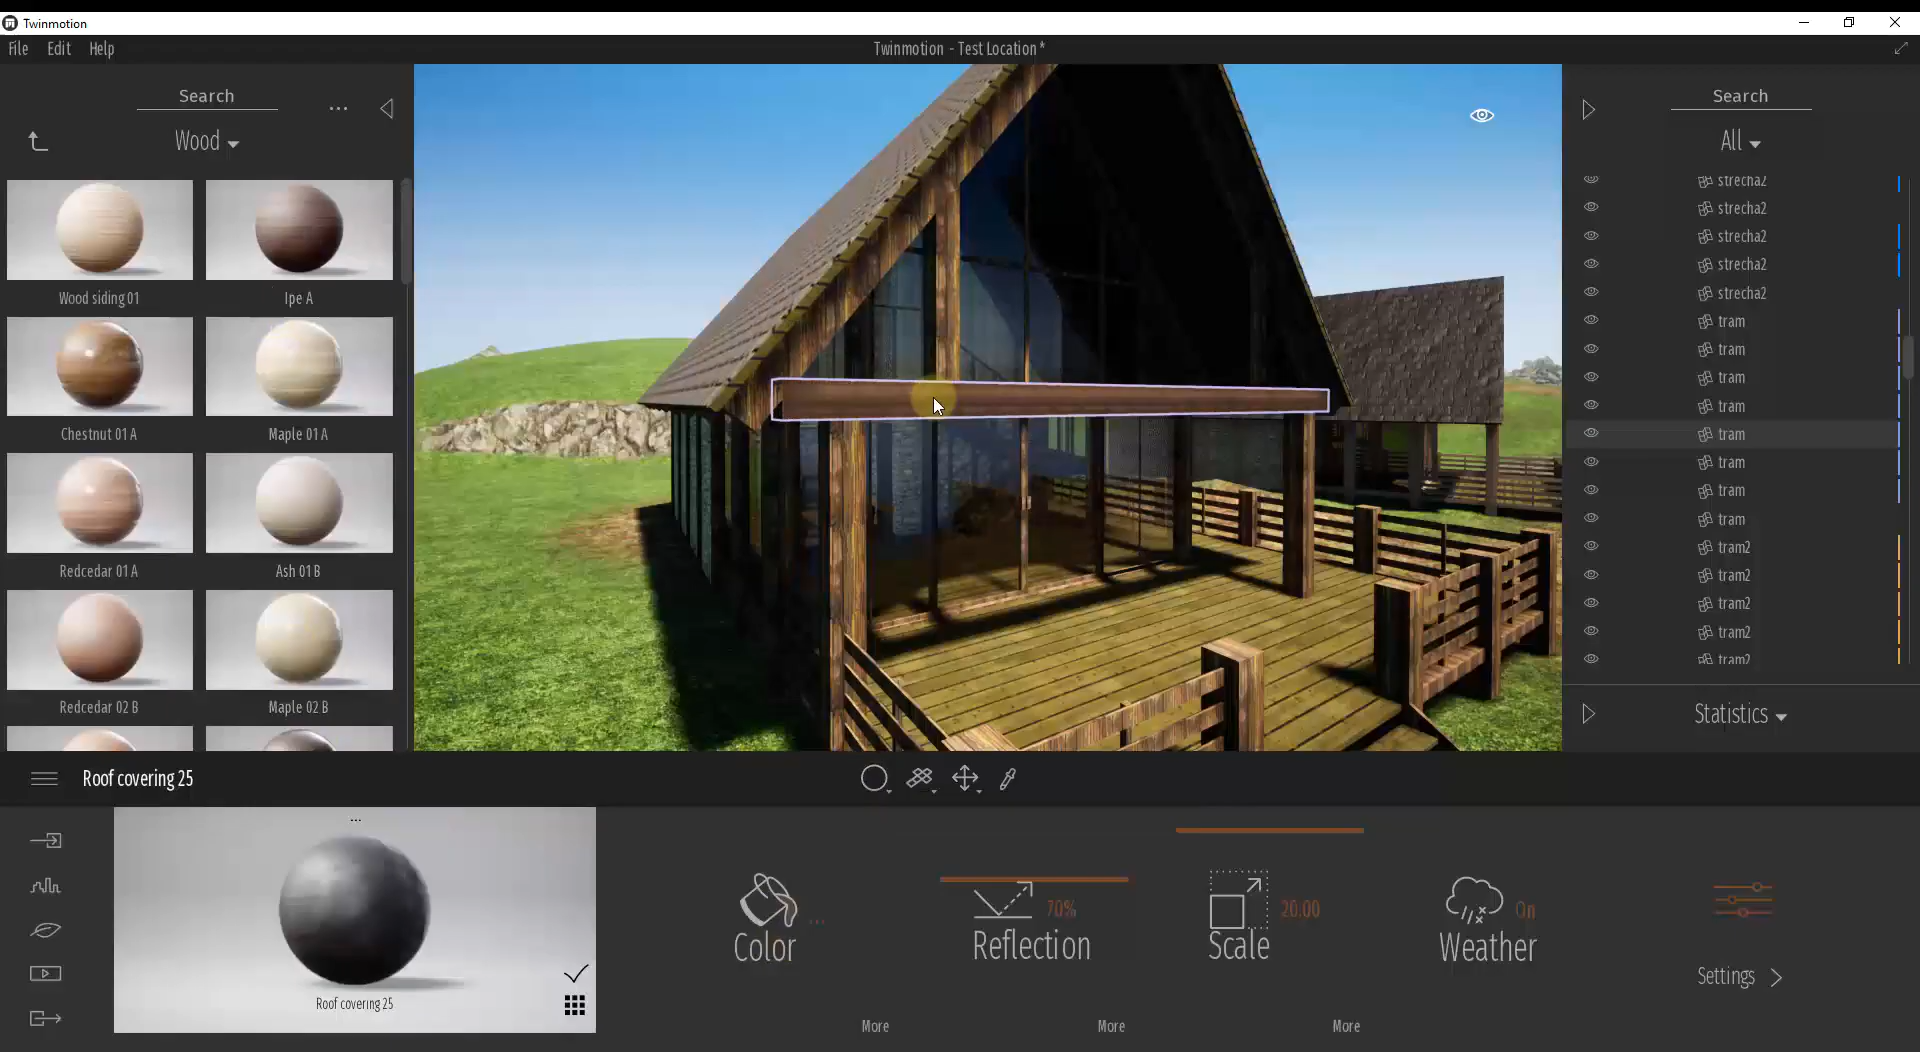 Twinmotion
File Edit Help
Twinmotion - Test Location*
Search
Wood
Wood siding 01
Ipe A
Chestnut 01 A
Maple 01 A
Redcedar 01 A
Ash 01 B
Redcedar 02 B
Maple 02 B
Search
All
strecha2
strecha2
strecha2
strecha2
strecha2
tram
tram
tram
tram
tram
tram
tram
tram
tram2
tram2
tram2
tram2
tram2
Statistics
Roof covering 25
...
Roof covering 25
Color ...
Reflection 70%
Scale 20.00
Weather On
Settings
More
More
More